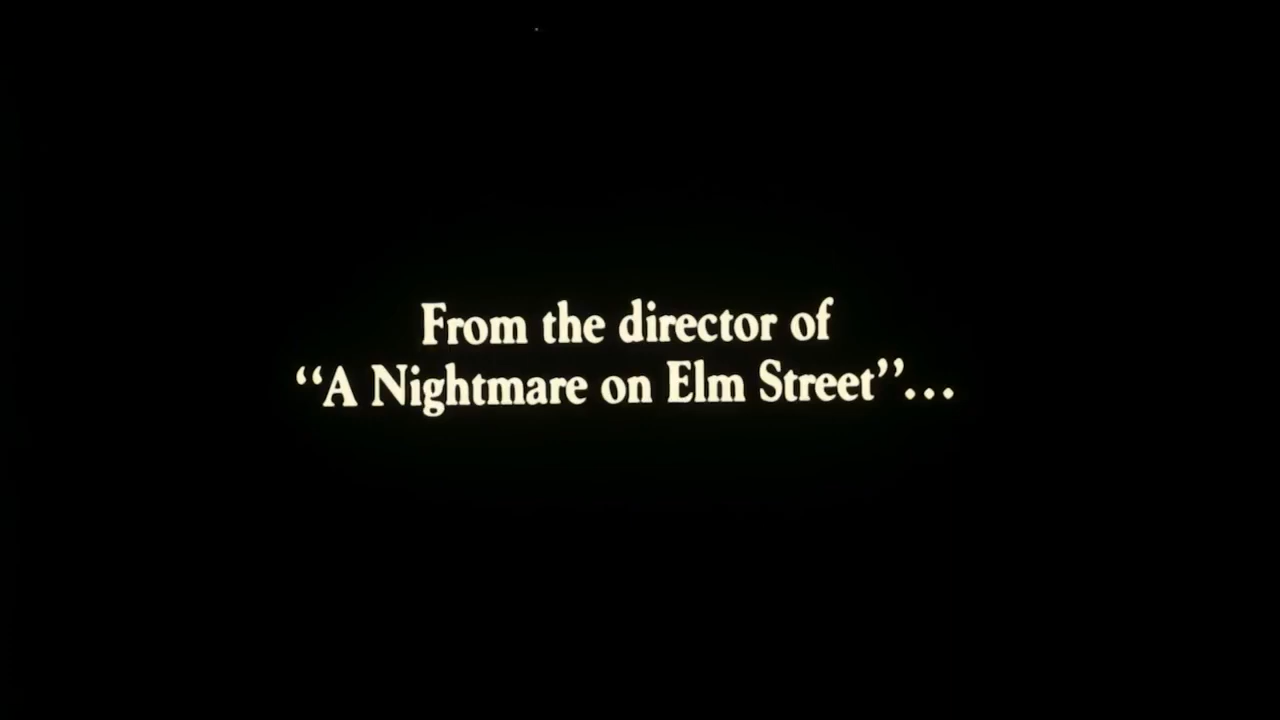 From the director of
“A Nightmare on Elm Street”...